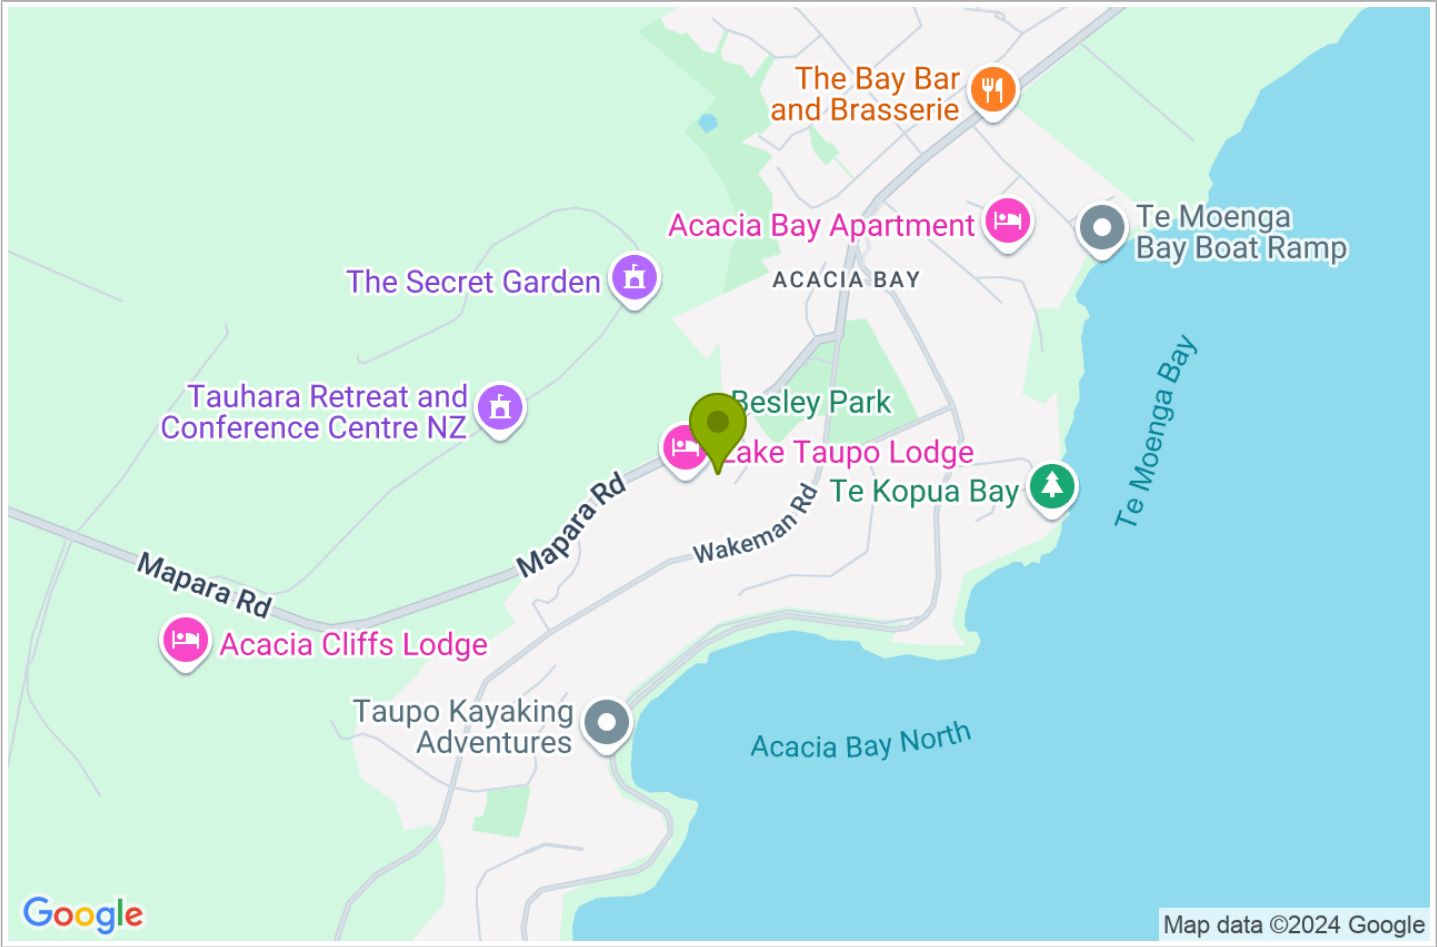 The Bay Bar
and Brasserie
Acacia Bay Apartment
Te Moenga
Bay Boat Ramp
The Secret Garden
ACACIA BAY
Te Moenga Bay
Tauhara Retreat and
Conference Centre NZ
Besley Park
Lake Taupo Lodge
Te Kopua Bay
Mapara Rd
Wakeman Rd
Mapara Rd
Acacia Cliffs Lodge
Taupo Kayaking
Adventures
Acacia Bay North
Google
Map data ©2024 Google